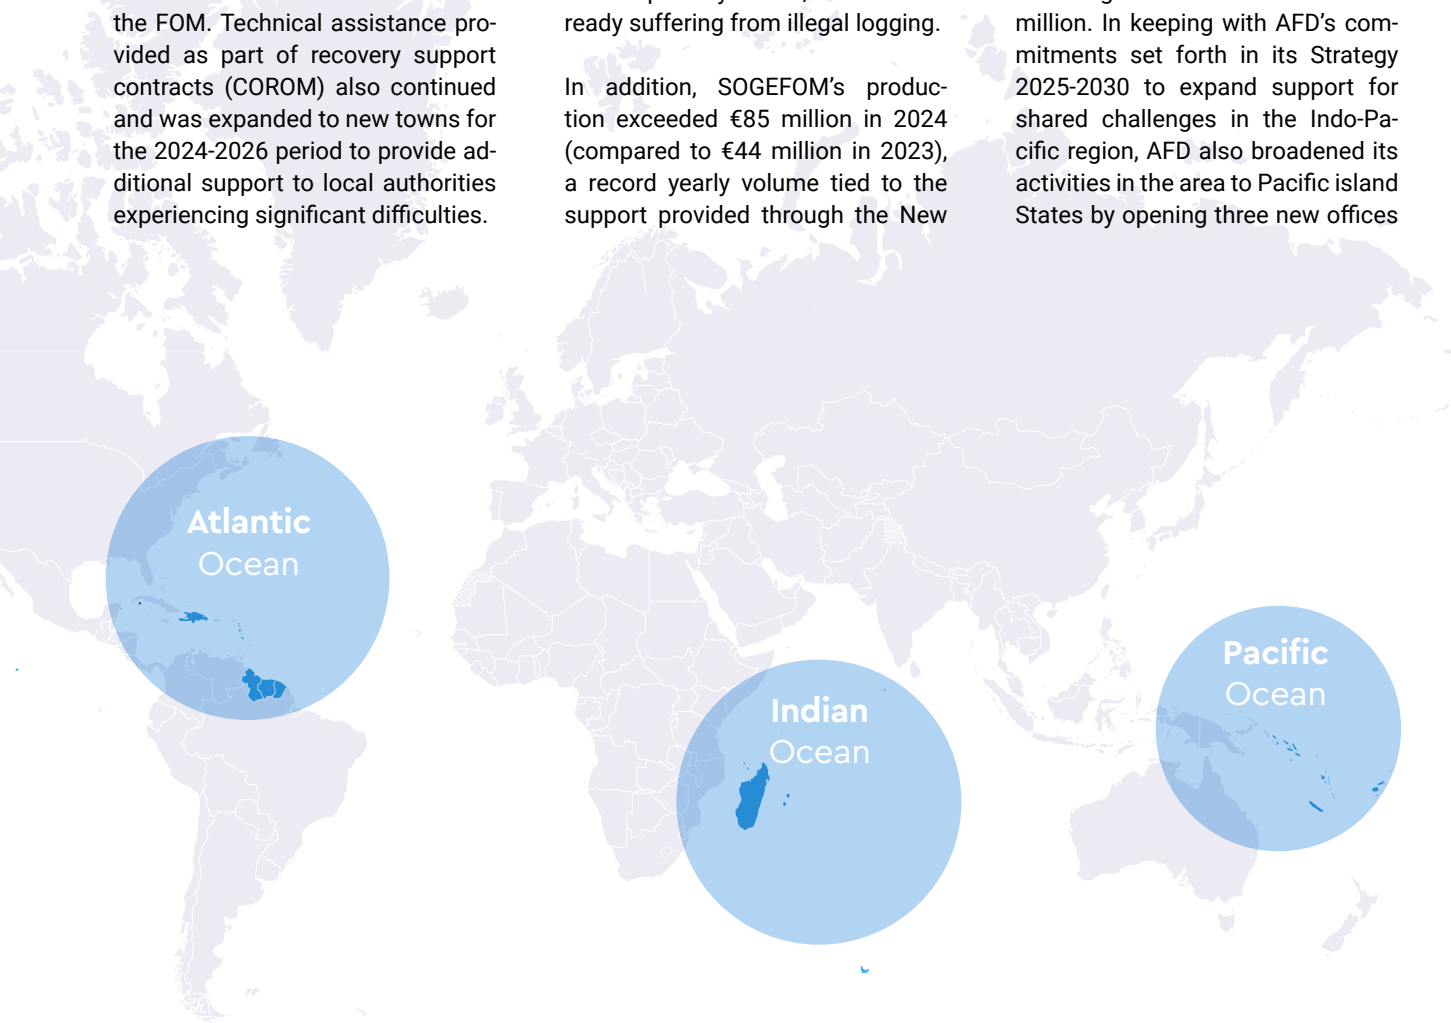 the FOM. Technical assistance pro-
vided as part of recovery support
contracts (COROM) also continued
and was expanded to new towns for
the 2024-2026 period to provide ad-
ditional support to local authorities
experiencing significant difficulties.
ready suffering from illegal logging.
In addition, SOGEFOM’s produc-
tion exceeded €85 million in 2024
(compared to €44 million in 2023),
a record yearly volume tied to the
support provided through the New
million. In keeping with AFD’s com-
mitments set forth in its Strategy
2025-2030 to expand support for
shared challenges in the Indo-Pa-
cific region, AFD also broadened its
activities in the area to Pacific island
States by opening three new offices
Atlantic
Ocean
Indian
Ocean
Pacific
Ocean